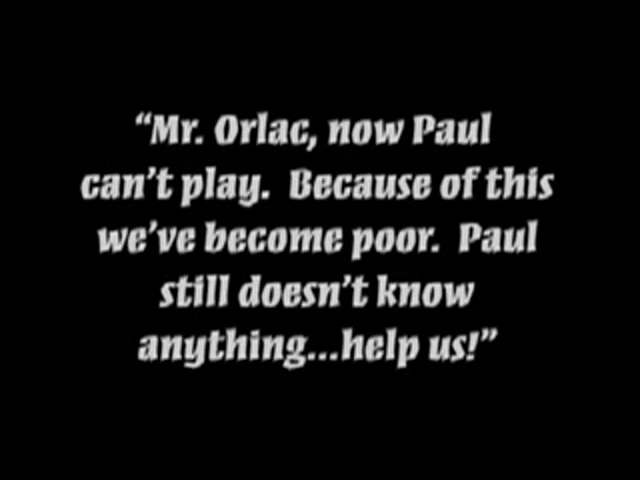 “Mr. Orlac, now Paul
can’t play.  Because of this
we’ve become poor.  Paul
still doesn’t know
anything...help us!”